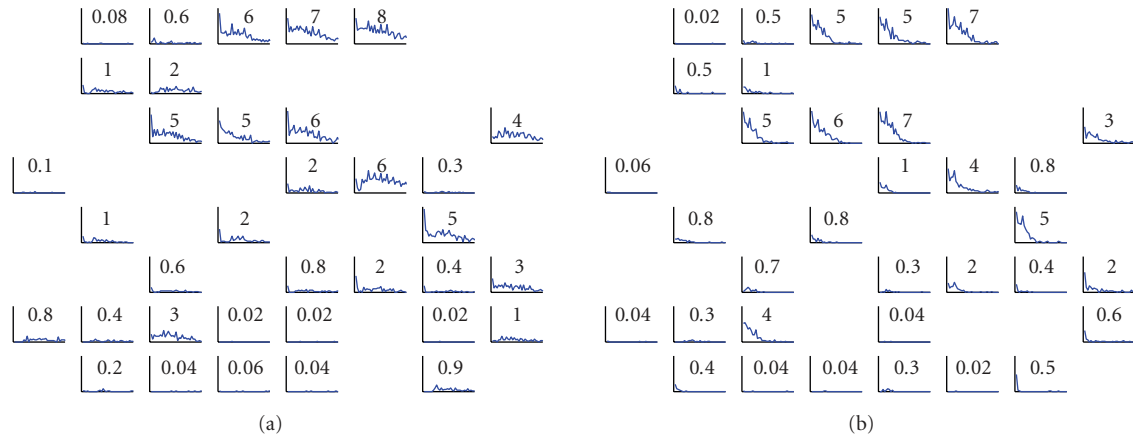 0.08 0.6 6 7 8
1 2
5 5 6 4
0.1 2 6 0.3
1 2 5
0.6 0.8 2 0.4 3
0.8 0.4 3 0.02 0.02 0.02 1
0.2 0.04 0.06 0.04 0.9
(a)
0.02 0.5 5 5 7
0.5 1
5 6 7 3
0.06 1 4 0.8
0.8 0.8 5
0.7 0.3 2 0.4 2
0.04 0.3 4 0.04 0.6
0.4 0.04 0.04 0.3 0.02 0.5
(b)